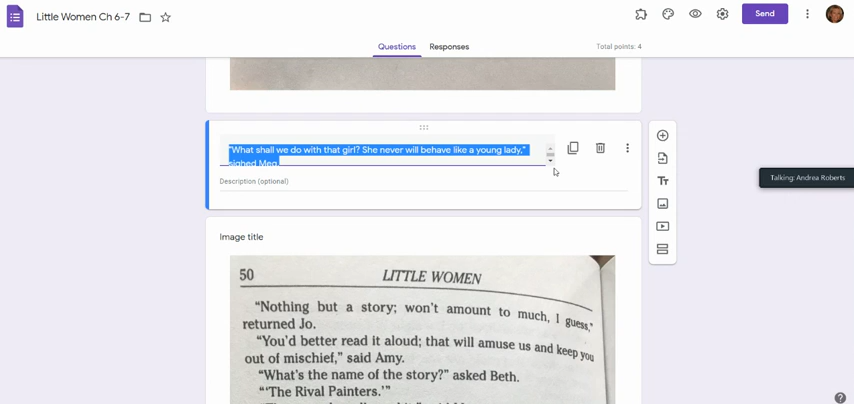 Little Women Ch 6-7
Send
Questions
Responses
Total points: 4
"What shall we do with that girl? She never will behave like a young lady,"
sighed Meg.
Description (optional)
Talking: Andrea Roberts
Image title
50 LITTLE WOMEN
"Nothing but a story; won't amount to much, I guess,"
returned Jo.
"You'd better read it aloud; that will amuse us and keep you
out of mischief," said Amy.
"What's the name of the story?" asked Beth.
"'The Rival Painters.'"